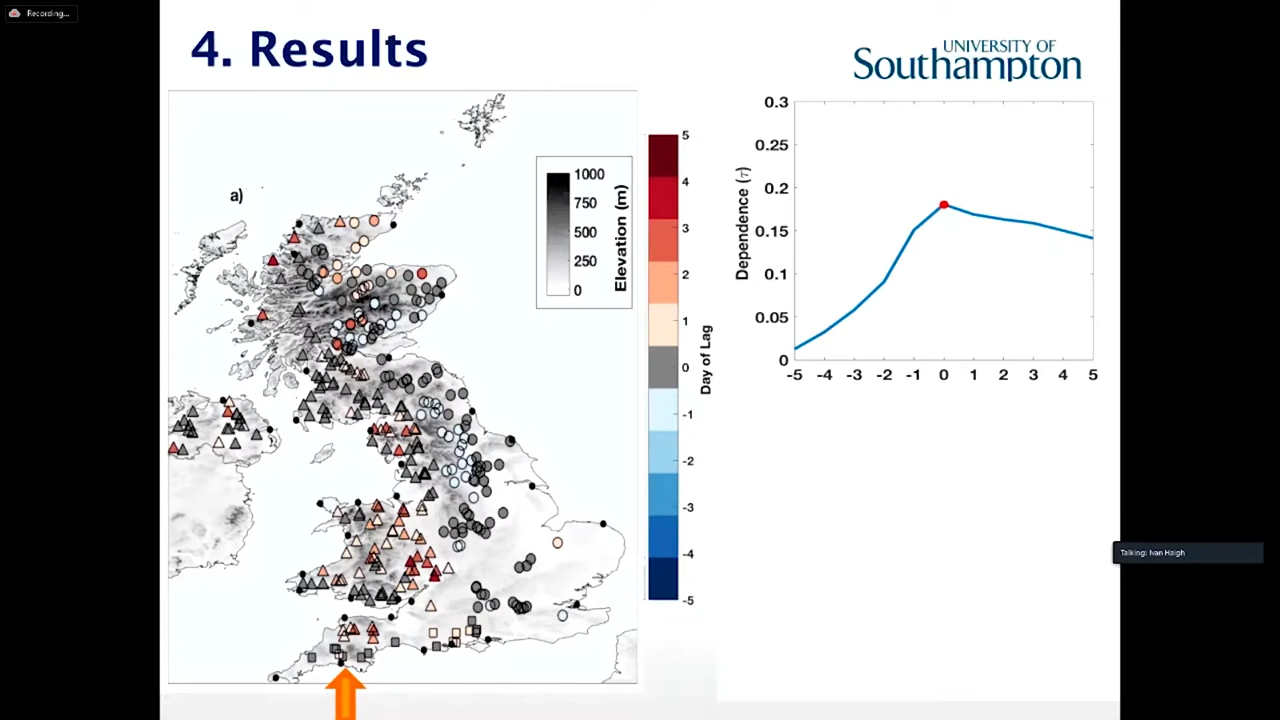 Recording...
4. Results
UNIVERSITY OF
Southampton
a)
1000
750
500
250
0
Elevation (m)
5
4
3
2
1
0
-1
-2
-3
-4
-5
Day of Lag
0.3
0.25
0.2
0.15
0.1
0.05
0
Dependence (τ)
-5 -4 -3 -2 -1 0 1 2 3 4 5
Talking: Ivan Haigh